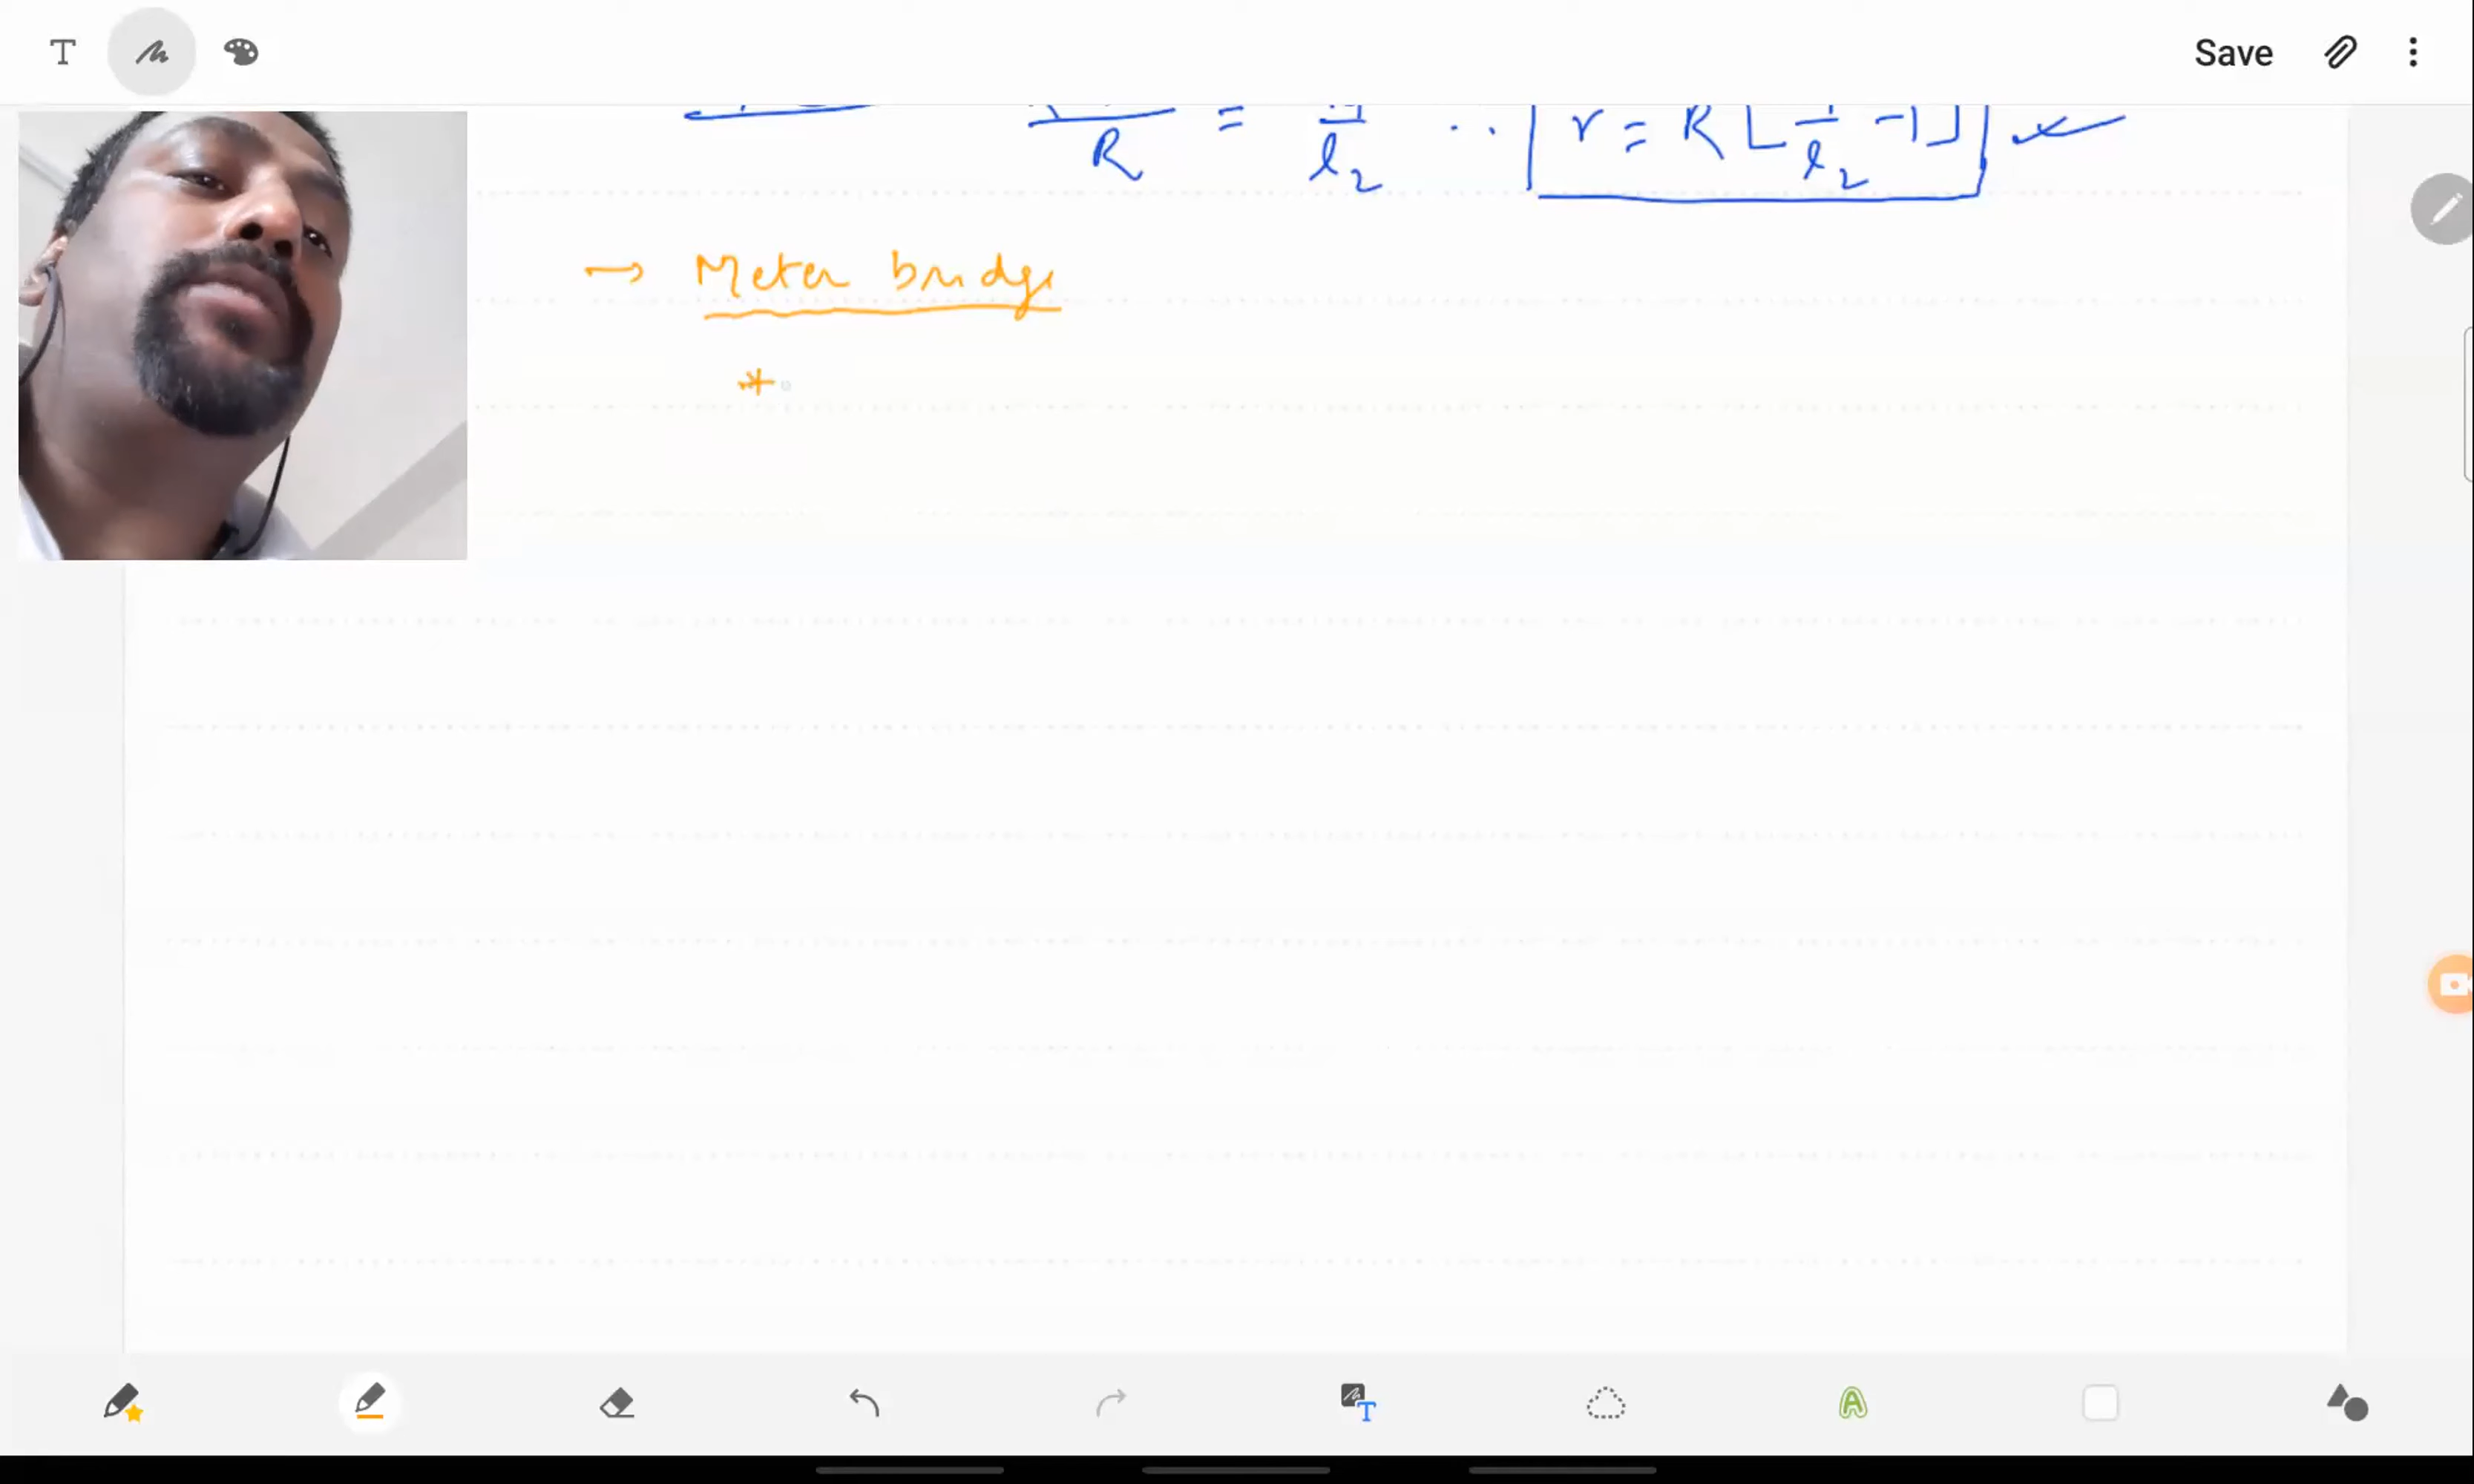 Save
R = l2 .. r = R [ l2 -1]
→ Meter bridge
*